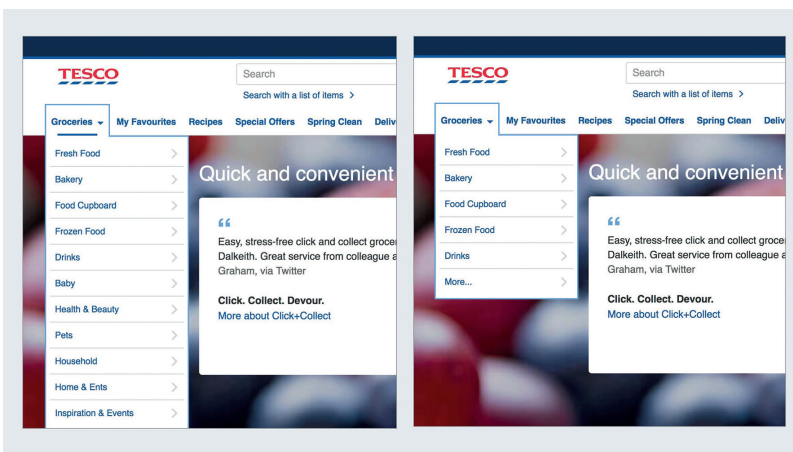 TESCO
Search
Search with a list of items >
Groceries My Favourites Recipes Special Offers Spring Clean Deliv
Fresh Food
Bakery
Food Cupboard
Frozen Food
Drinks
Baby
Health & Beauty
Pets
Household
Home & Ents
Inspiration & Events
Quick and convenient
“
Easy, stress-free click and collect groce
Dalkeith. Great service from colleague a
Graham, via Twitter
Click. Collect. Devour.
More about Click+Collect
TESCO
Search
Search with a list of items >
Groceries My Favourites Recipes Special Offers Spring Clean Deliv
Fresh Food
Bakery
Food Cupboard
Frozen Food
Drinks
More...
Quick and convenient
“
Easy, stress-free click and collect groce
Dalkeith. Great service from colleague a
Graham, via Twitter
Click. Collect. Devour.
More about Click+Collect